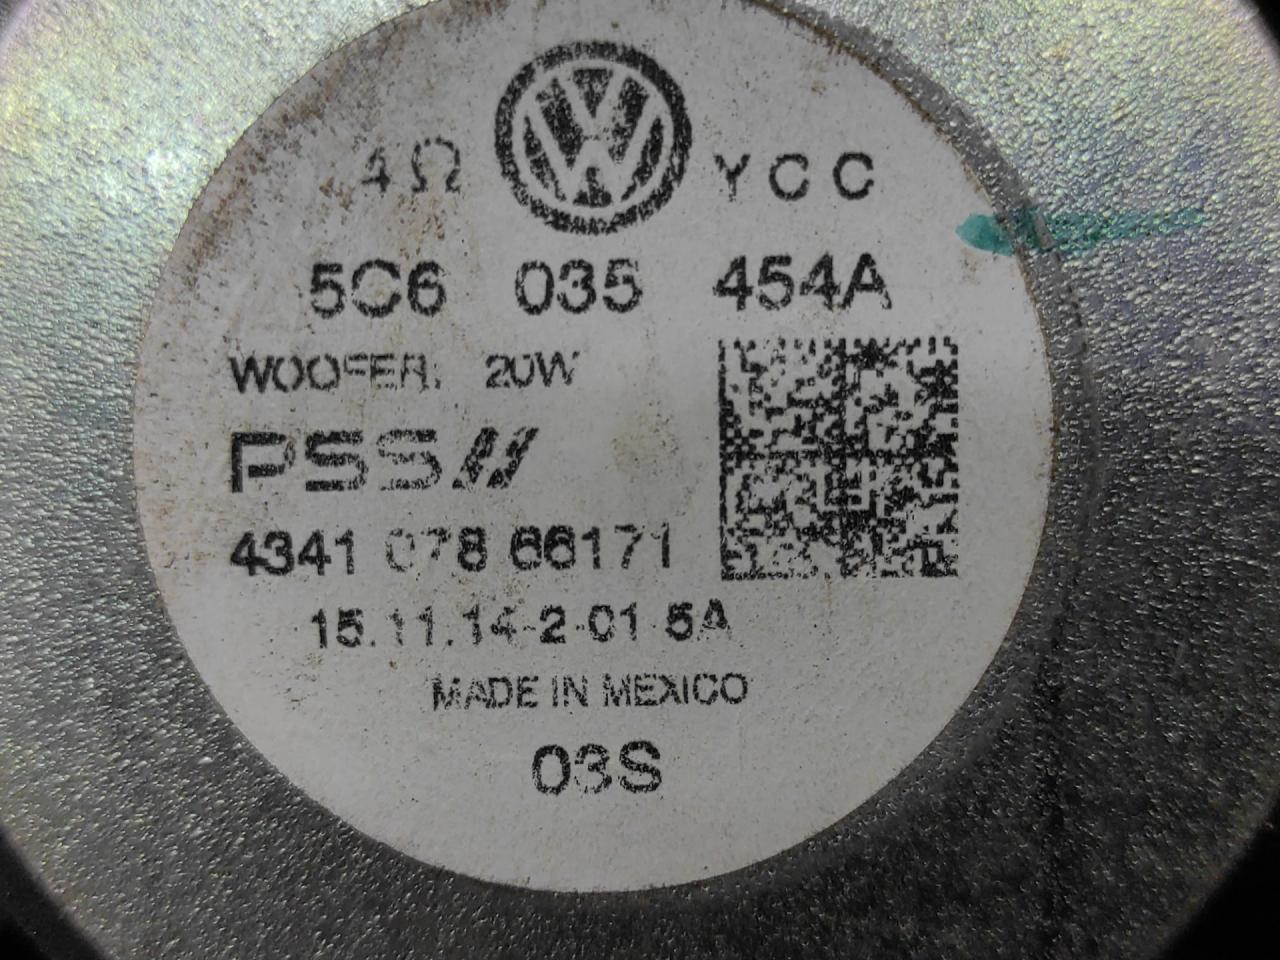 4Ω YCC
5C6 035 454A
WOOFER. 20W
PSS//
4341 078 66171
15.11.14-2-01 5A
MADE IN MEXICO
03S